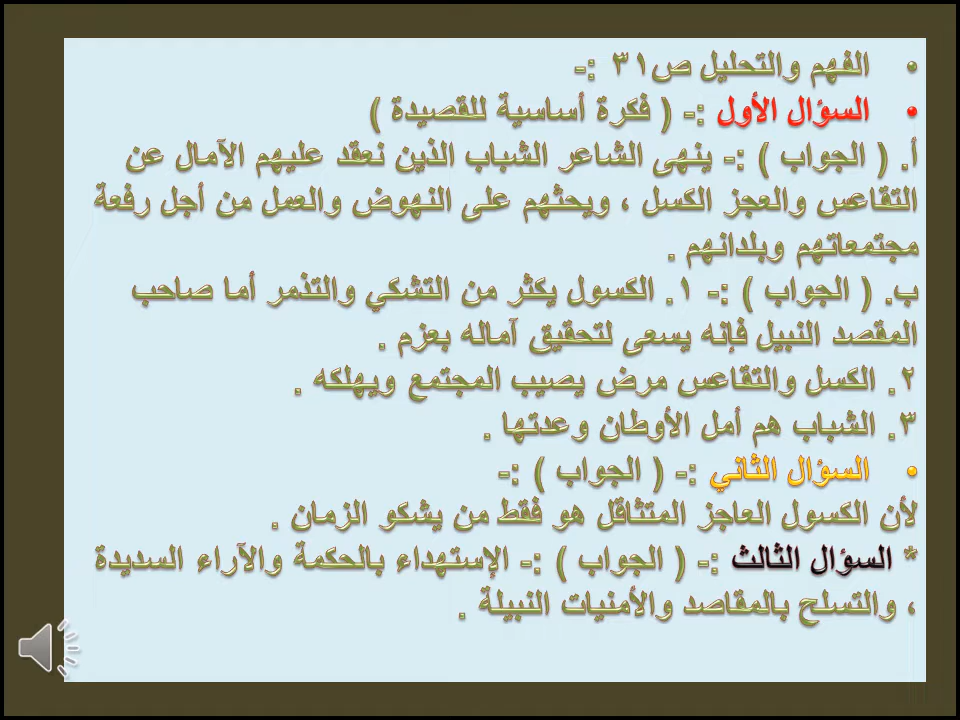 • الفهم والتحليل ص٣١ :-
• السؤال الأول :- ( فكرة أساسية للقصيدة )
أ. ( الجواب ) :- ينهى الشاعر الشباب الذين نعقد عليهم الآمال عن
التقاعس والعجز الكسل ، ويحثهم على النهوض والعمل من أجل رفعة
مجتمعاتهم وبلدانهم .
ب. ( الجواب ) :- ١. الكسول يكثر من التشكي والتذمر أما صاحب
المقصد النبيل فإنه يسعى لتحقيق آماله بعزم .
٢. الكسل والتقاعس مرض يصيب المجتمع ويهلكه .
٣. الشباب هم أمل الأوطان وعدتها .
• السؤال الثاني :- ( الجواب ) :-
لأن الكسول العاجز المتثاقل هو فقط من يشكو الزمان .
* السؤال الثالث :- ( الجواب ) :- الإستهداء بالحكمة والآراء السديدة
، والتسلح بالمقاصد والأمنيات النبيلة .